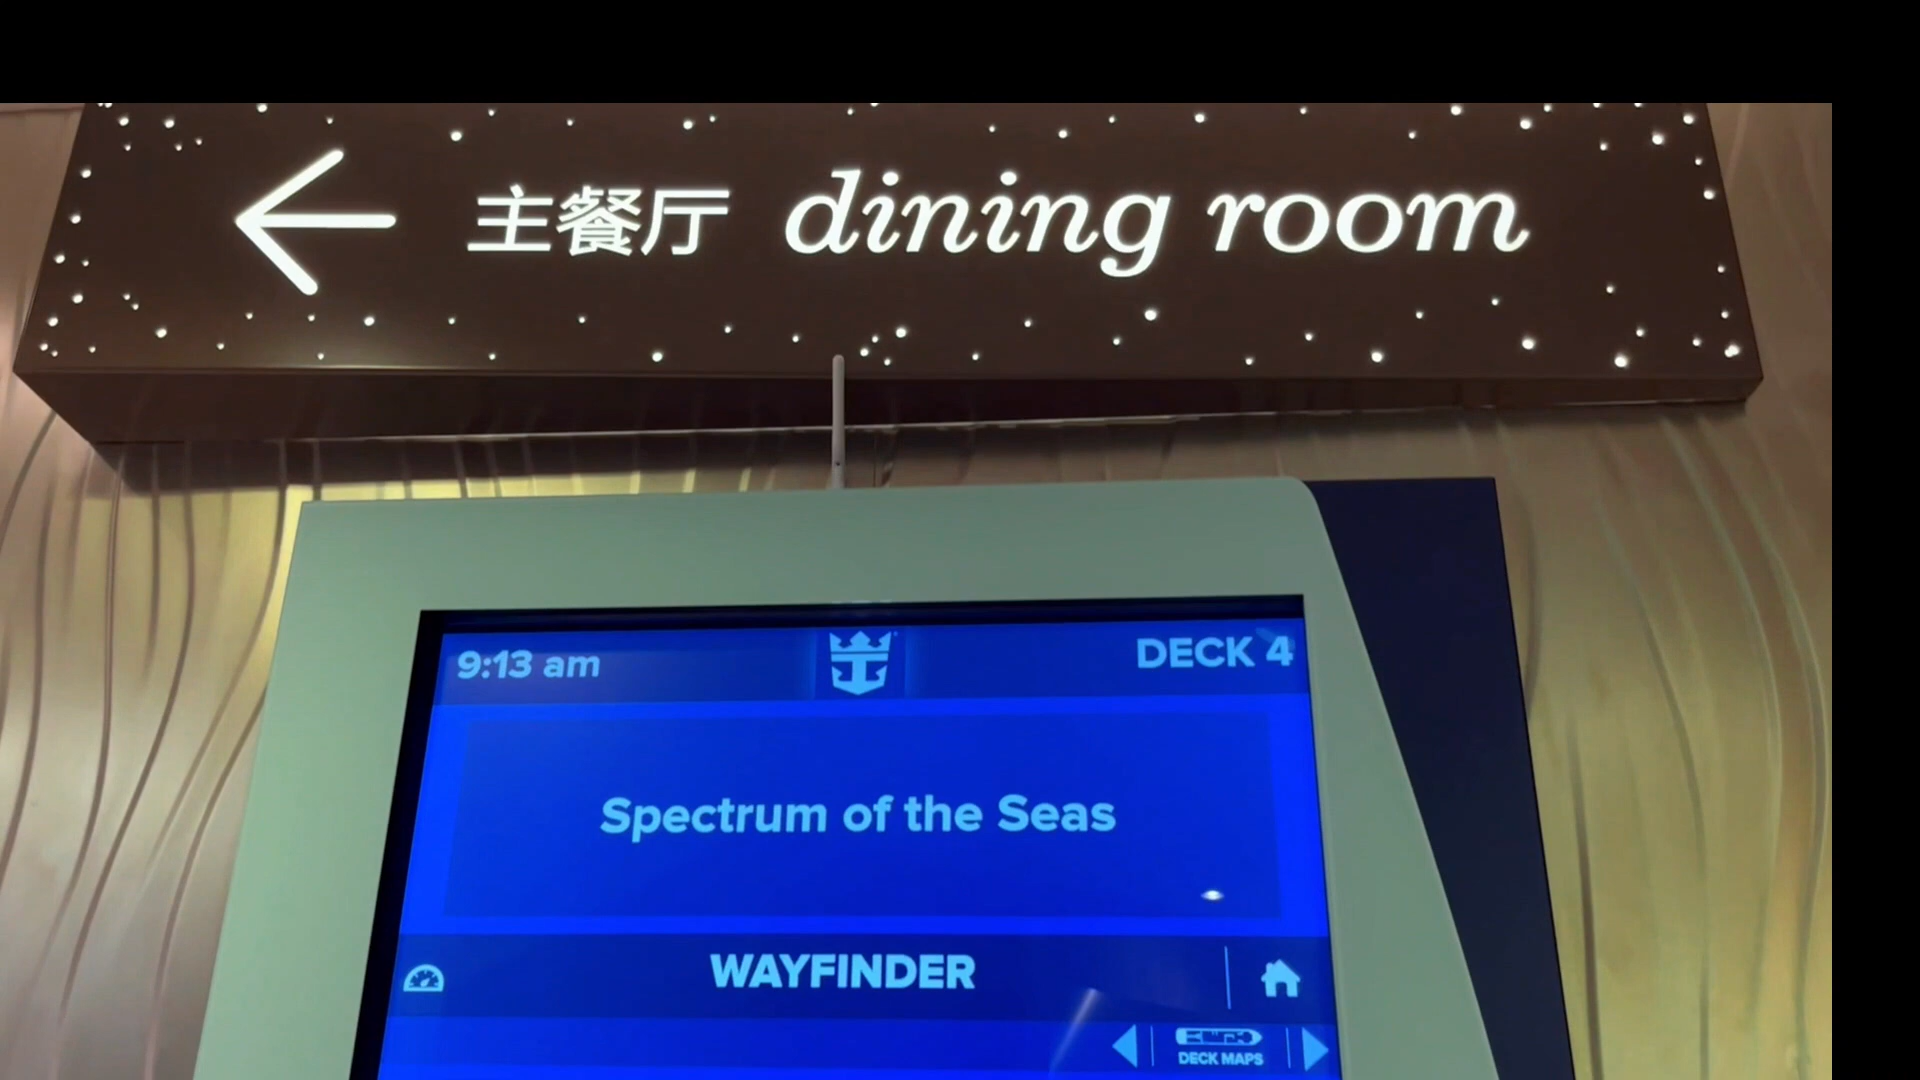 主餐厅 dining room
9:13 am DECK 4
Spectrum of the Seas
WAYFINDER
DECK MAPS